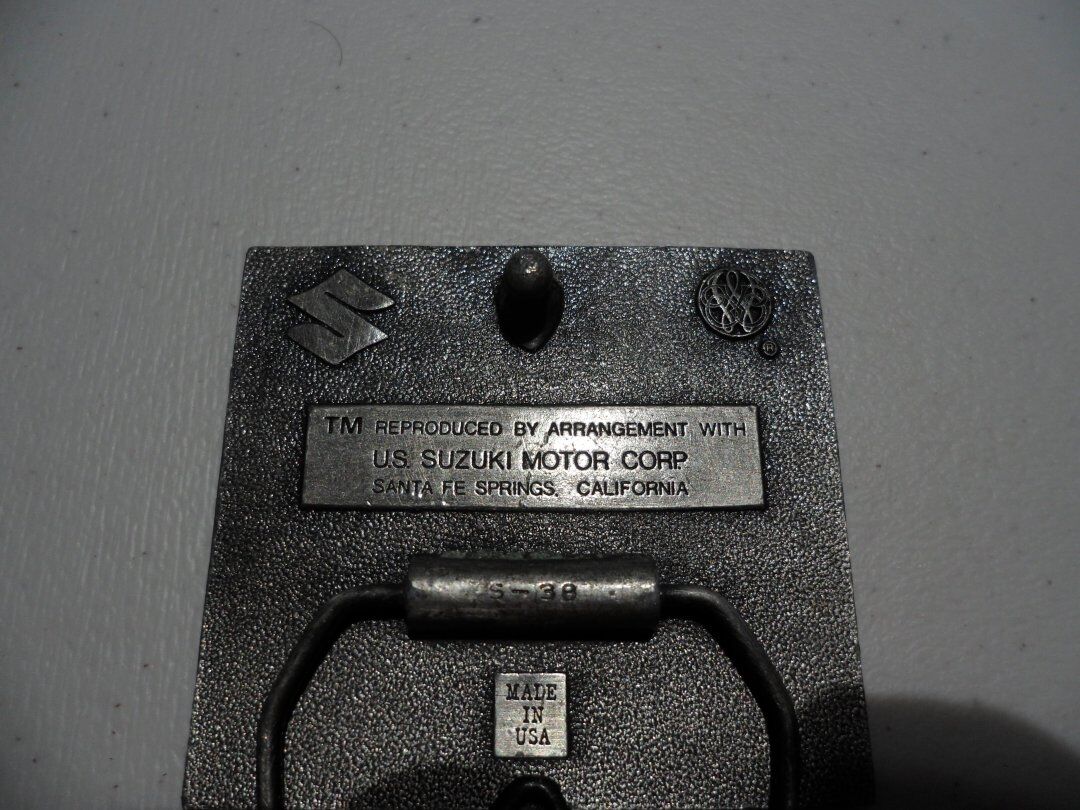 ®
TM REPRODUCED BY ARRANGEMENT WITH
U.S. SUZUKI MOTOR CORP.
SANTA FE SPRINGS, CALIFORNIA
S-38
MADE
IN
USA